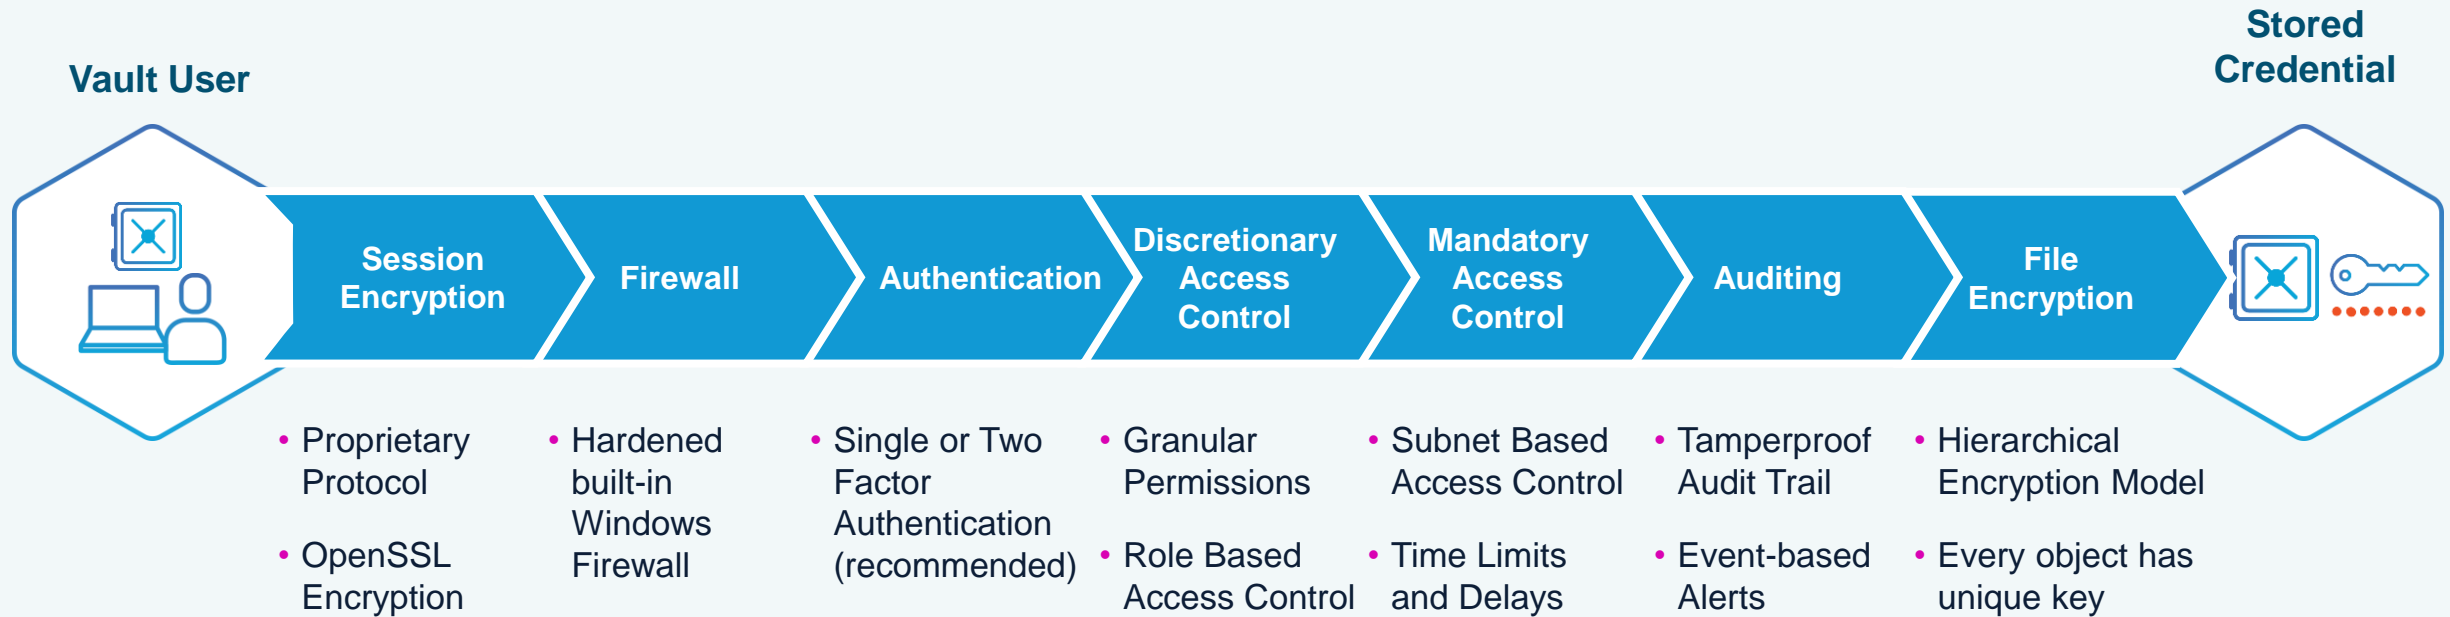 Vault User
Stored
Credential
Session
Encryption
Firewall
Authentication
Discretionary
Access
Control
Mandatory
Access
Control
Auditing
File
Encryption
• Proprietary
Protocol
• OpenSSL
Encryption
• Hardened
built-in
Windows
Firewall
• Single or Two
Factor
Authentication
(recommended)
• Granular
Permissions
• Role Based
Access Control
• Subnet Based
Access Control
• Time Limits
and Delays
• Tamperproof
Audit Trail
• Event-based
Alerts
• Hierarchical
Encryption Model
• Every object has
unique key